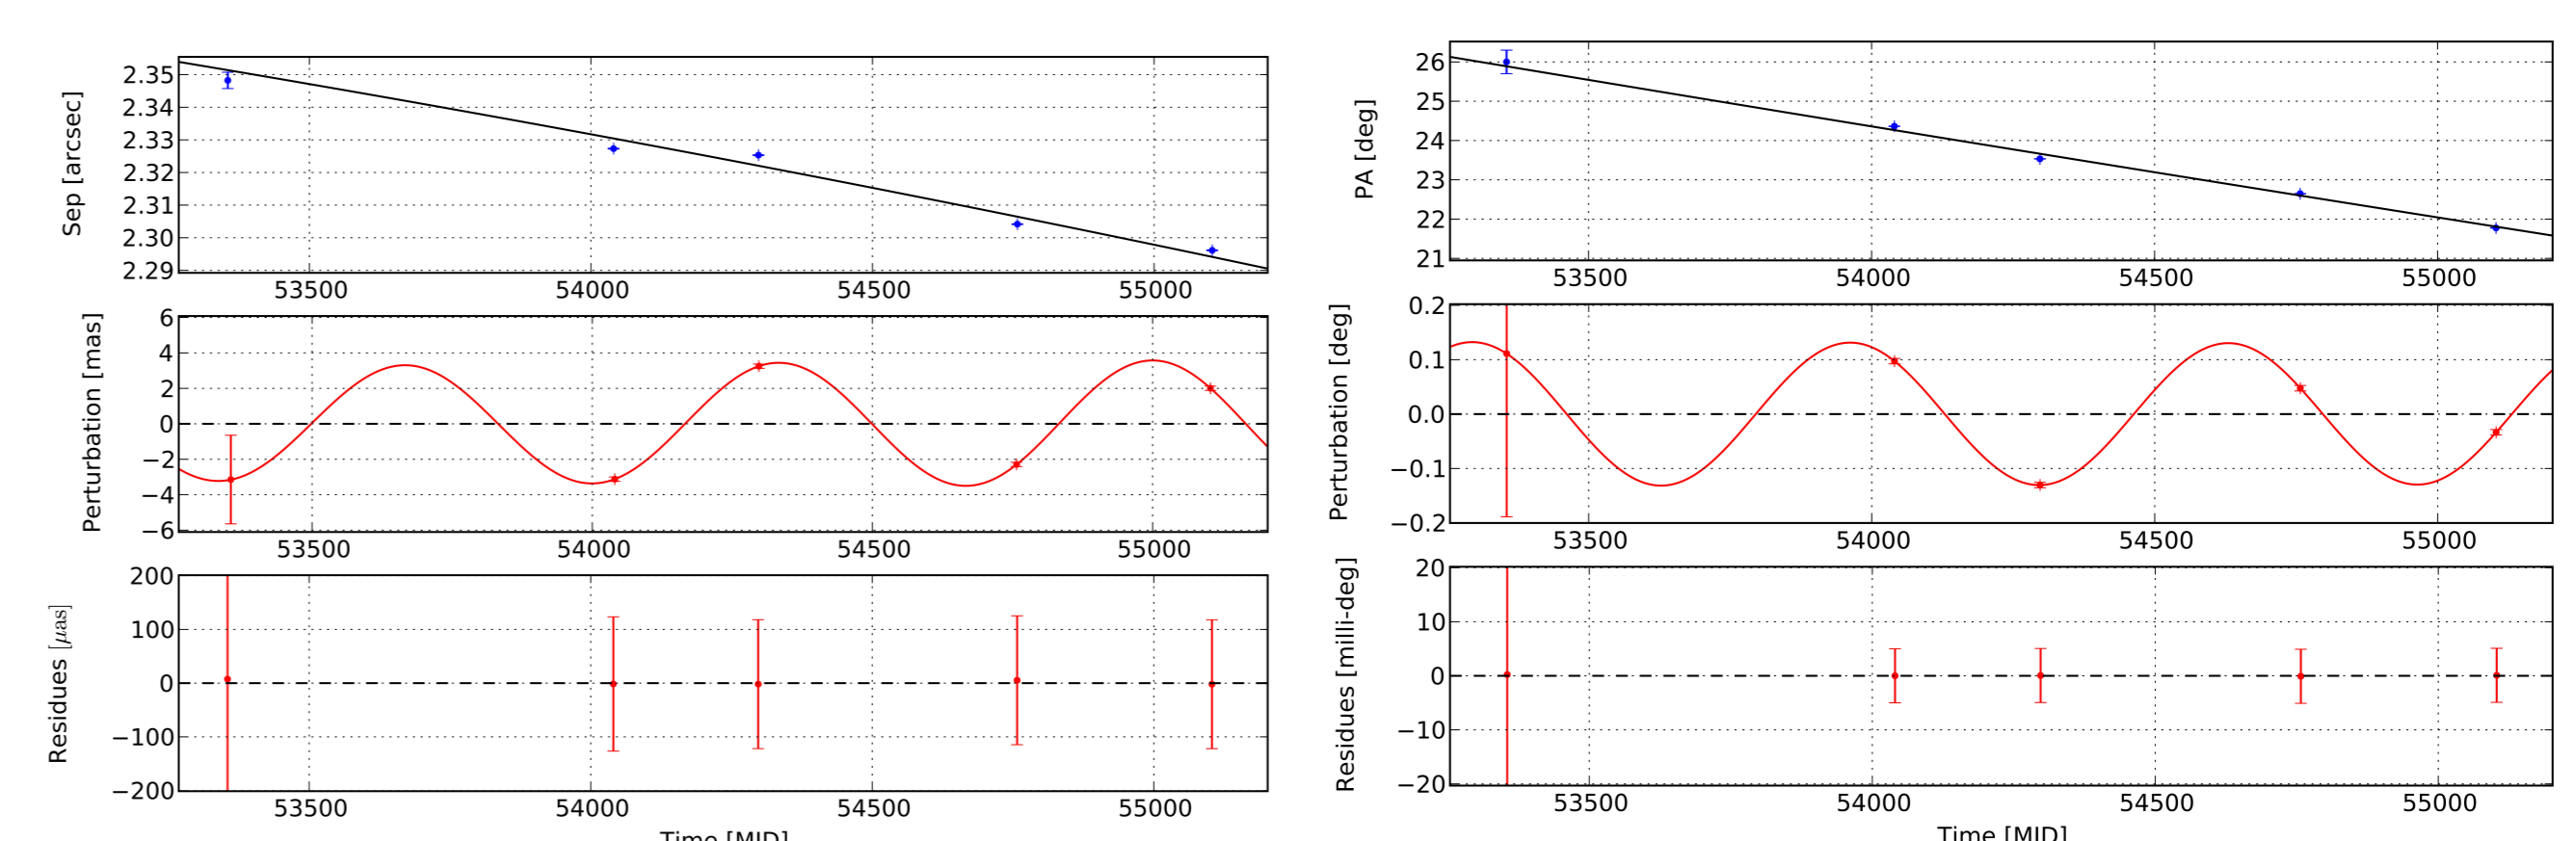 Sep [arcsec]
2.35
2.34
2.33
2.32
2.31
2.30
2.29
53500 54000 54500 55000
Perturbation [mas]
6
4
2
0
−2
−4
−6
53500 54000 54500 55000
Residues [μas]
200
100
0
−100
−200
53500 54000 54500 55000
Time [MJD]
PA [deg]
26
25
24
23
22
21
53500 54000 54500 55000
Perturbation [deg]
0.2
0.1
0.0
−0.1
−0.2
53500 54000 54500 55000
Residues [milli-deg]
20
10
0
−10
−20
53500 54000 54500 55000
Time [MJD]